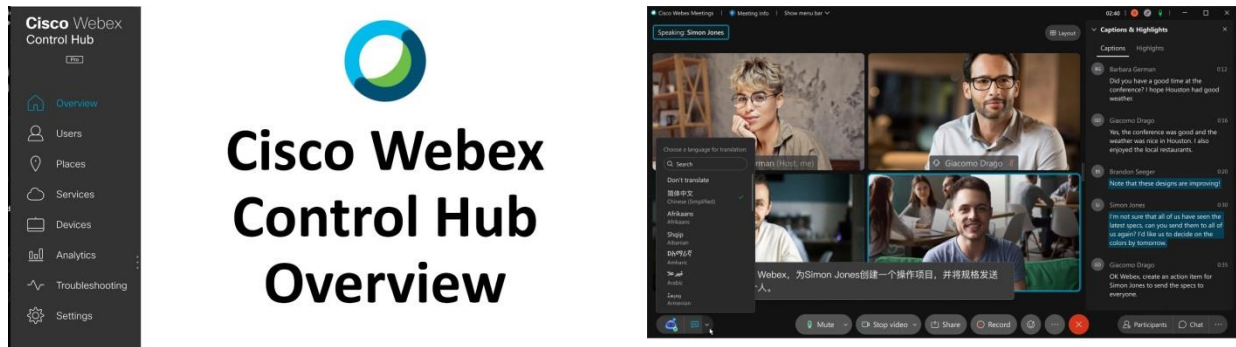 Cisco Webex
Control Hub
Pro
Overview
Users
Places
Services
Devices
Analytics
Troubleshooting
Settings
Cisco Webex
Control Hub
Overview
Cisco Webex Meetings
Meeting Info
Show menu bar
02:40
Speaking: Simon Jones
Layout
rman (Host, me)
Giacomo Drago
Choose a language for translation
Search
Don't translate
简体中文
Chinese (Simplified)
Afrikaans
Afrikaans
Shqip
Albanian
Amharic
Arabic
Armenian
Webex，为Simon Jones创建一个操作项目，并将规格发送
人。
Mute
Stop video
Share
Record
Participants
Chat
Captions & Highlights
Captions
Highlights
BG
Barbara German
0:12
Did you have a good time at the
conference? I hope Houston had good
weather.
GD
Giacomo Drago
0:16
Yes, the conference was good and the
weather was nice in Houston. I also
enjoyed the local restaurants.
Brandon Seeger
0:20
Note that these designs are improving!
Simon Jones
0:30
I'm not sure that all of us have seen the
latest specs, can you send them to all of
us again? I'd like us to decide on the
colors by tomorrow.
GD
Giacomo Drago
0:35
OK Webex, create an action item for
Simon Jones to send the specs to
everyone.